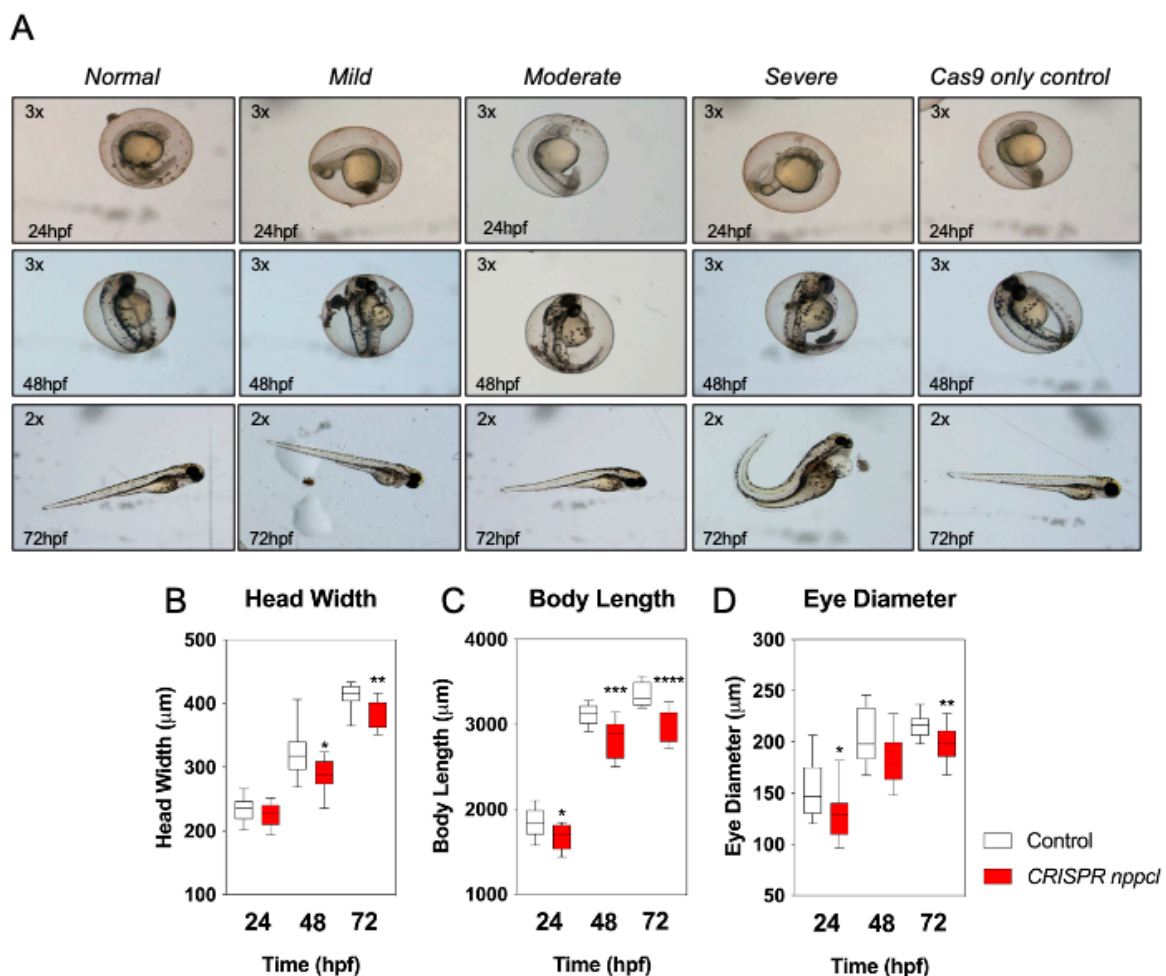 A
Normal Mild Moderate Severe Cas9 only control
3x 3x 3x 3x 3x
24hpf 24hpf 24hpf 24hpf 24hpf
3x 3x 3x 3x 3x
48hpf 48hpf 48hpf 48hpf 48hpf
2x 2x 2x 2x 2x
72hpf 72hpf 72hpf 72hpf 72hpf
B Head Width
500
400
300
200
100
Head Width (μm)
* **
24 48 72
Time (hpf)
C Body Length
4000
3000
2000
1000
Body Length (μm)
* *** ****
24 48 72
Time (hpf)
D Eye Diameter
300
250
200
150
100
50
Eye Diameter (μm)
* **
24 48 72
Time (hpf)
Control
CRISPR nppcl